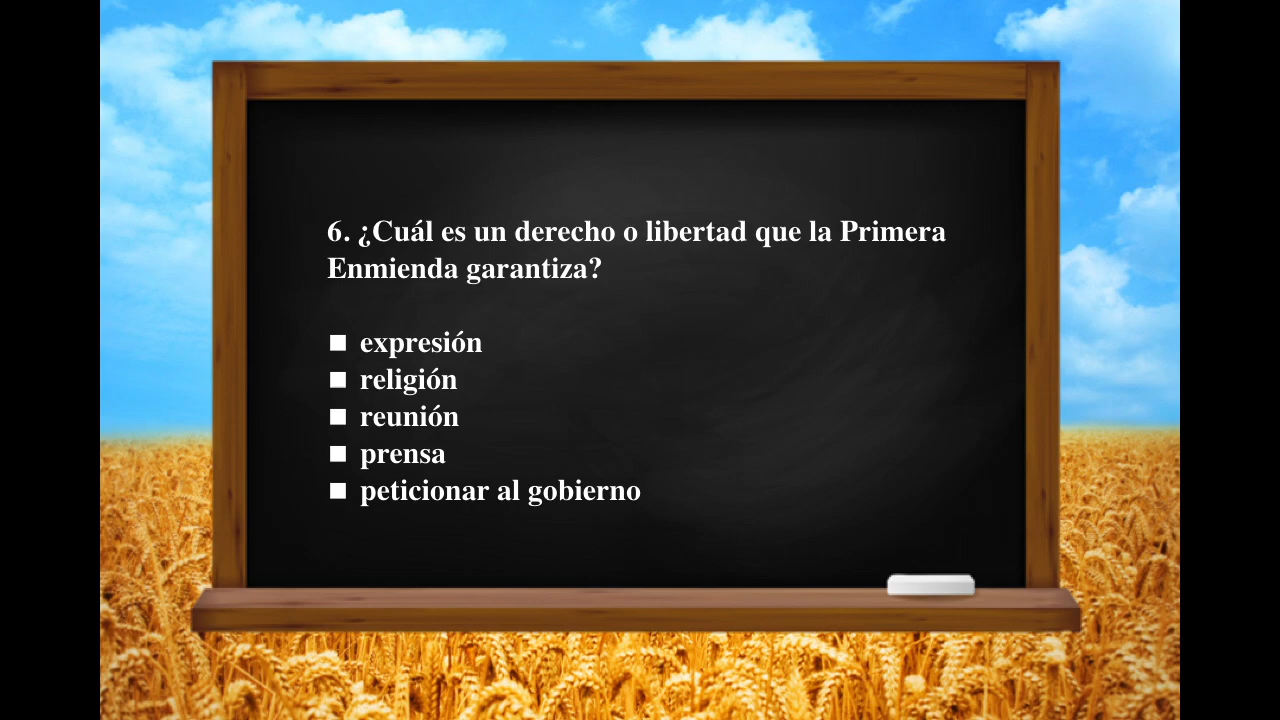 6. ¿Cuál es un derecho o libertad que la Primera
Enmienda garantiza?
■ expresión
■ religión
■ reunión
■ prensa
■ peticionar al gobierno